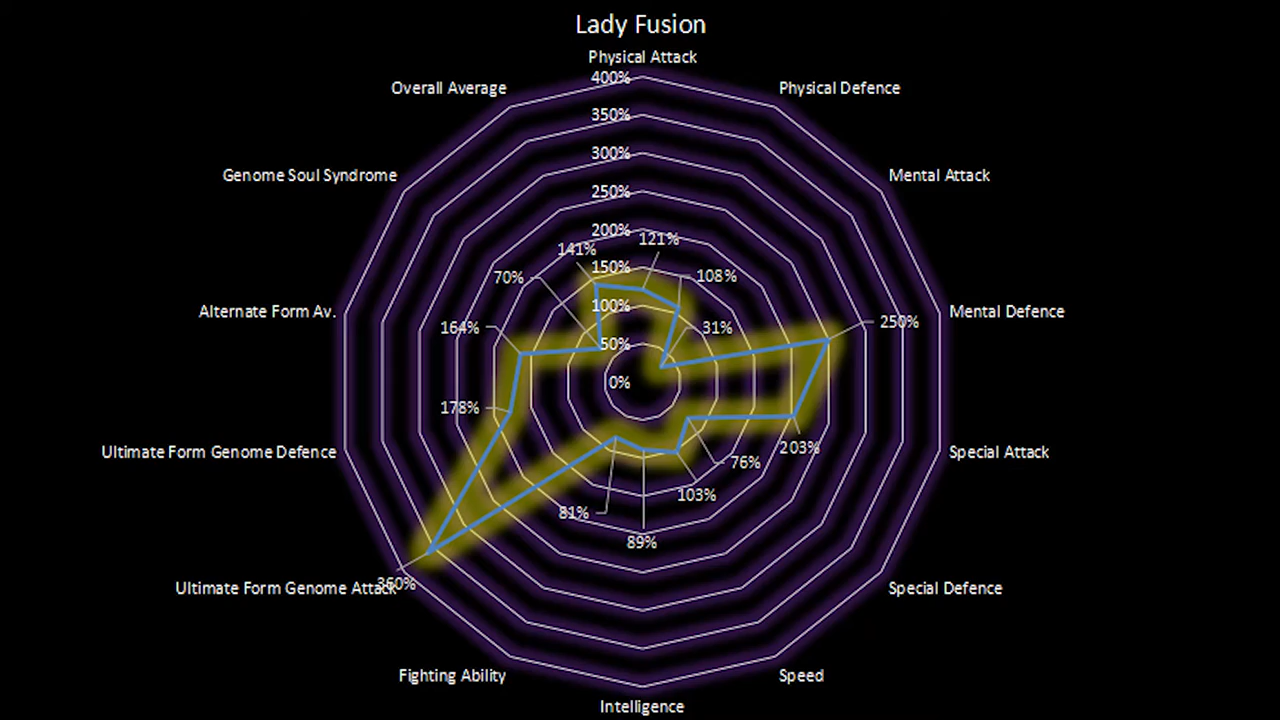 Lady Fusion
Physical Attack
400%
Overall Average
Physical Defence
350%
300%
Genome Soul Syndrome
Mental Attack
250%
200%
121%
141%
150%
70%
108%
100%
Alternate Form Av.
Mental Defence
164%
31%
250%
50%
0%
178%
203%
Ultimate Form Genome Defence
Special Attack
76%
103%
81%
89%
360%
Ultimate Form Genome Attack
Special Defence
Fighting Ability
Speed
Intelligence